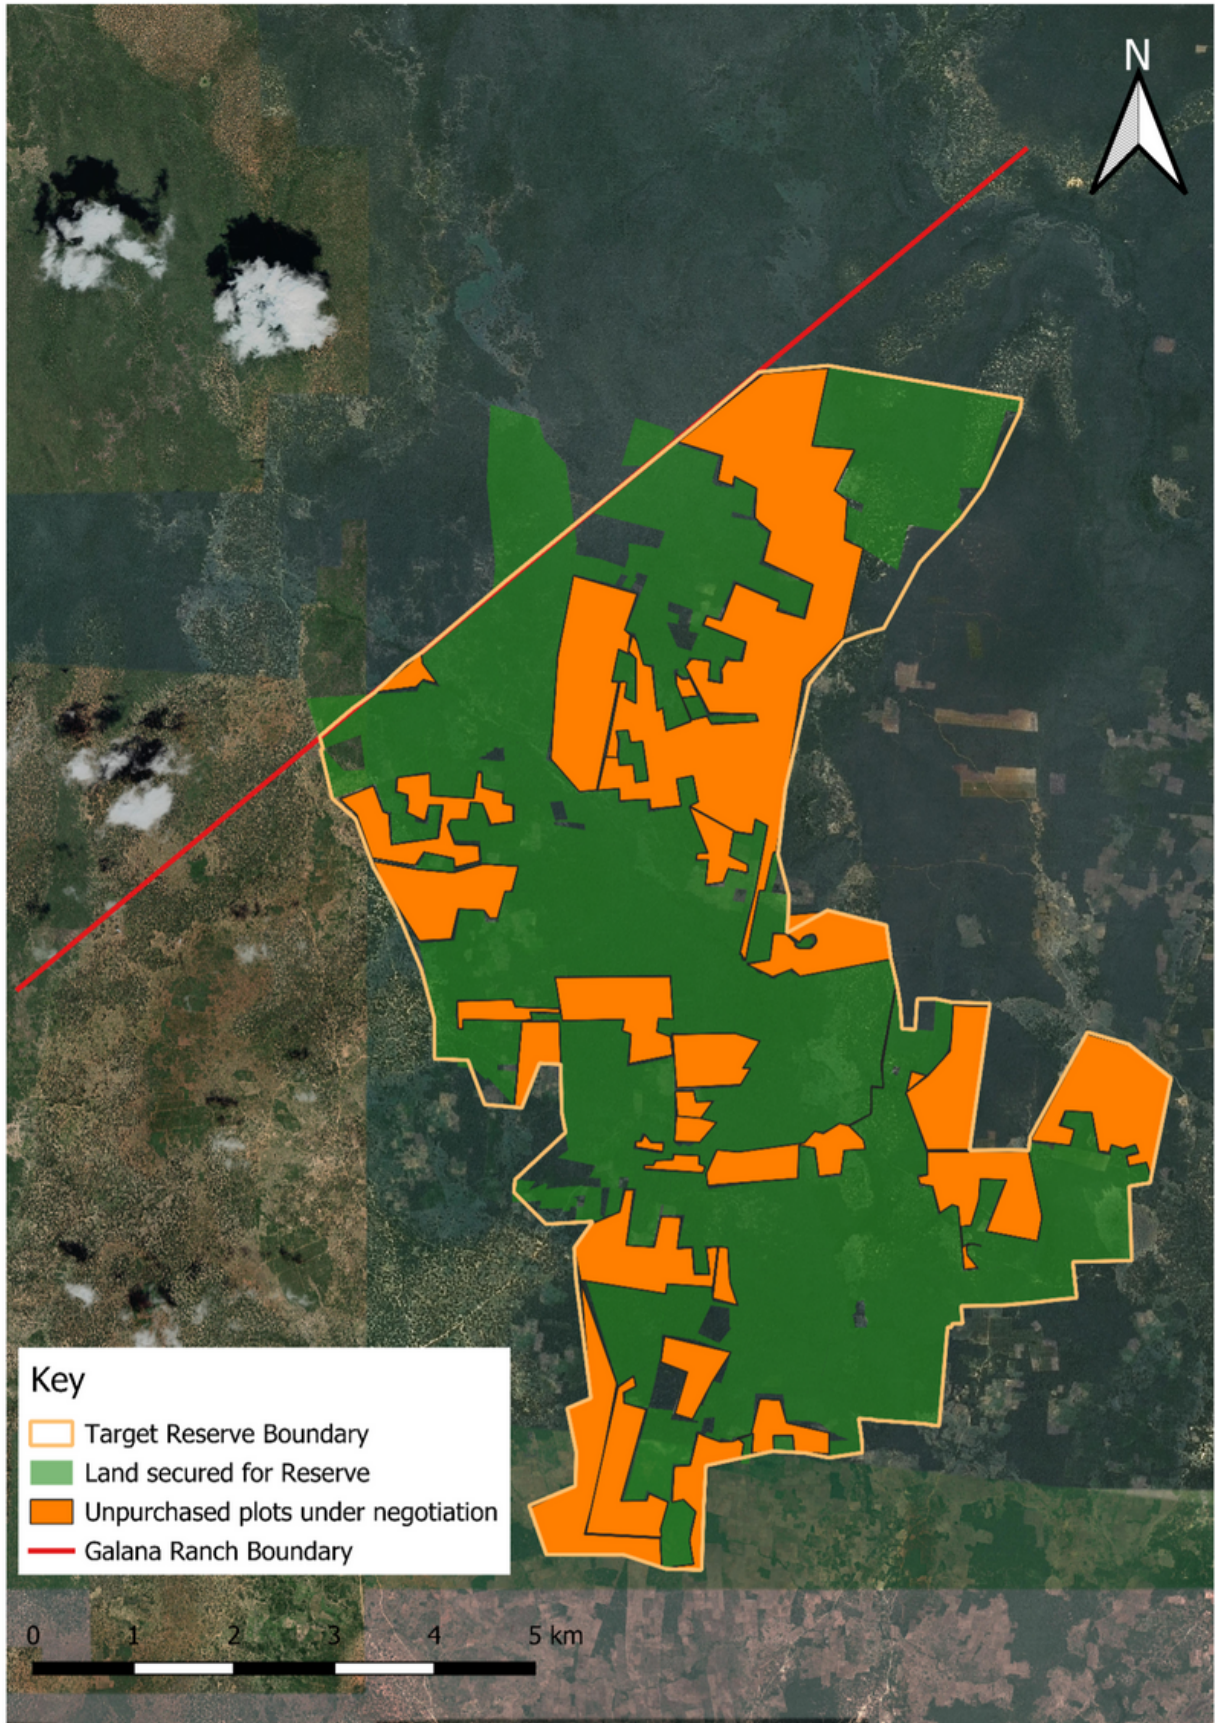 N
Key
Target Reserve Boundary
Land secured for Reserve
Unpurchased plots under negotiation
Galana Ranch Boundary
0 1 2 3 4 5 km